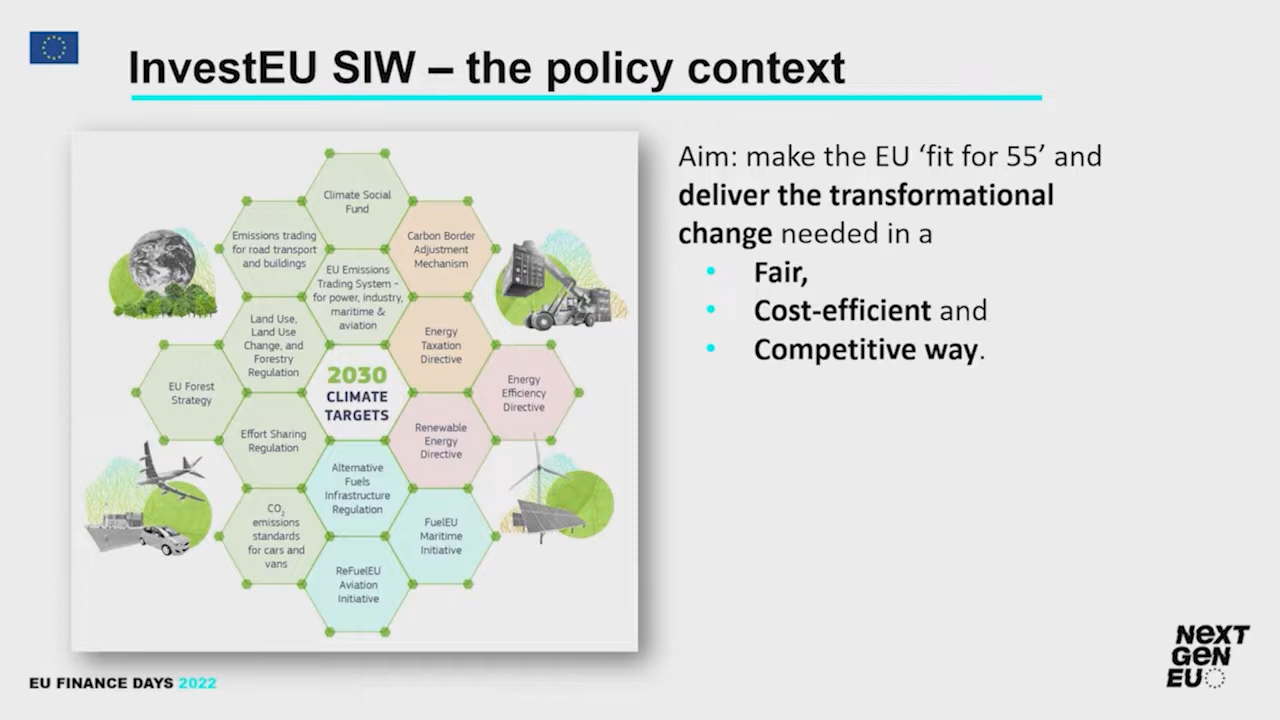 InvestEU SIW – the policy context
Climate Social
Fund
Emissions trading
for road transport
and buildings
Carbon Border
Adjustment
Mechanism
EU Emissions
Trading System -
for power, industry,
maritime &
aviation
Land Use,
Land Use
Change, and
Forestry
Regulation
Energy
Taxation
Directive
EU Forest
Strategy
2030
CLIMATE
TARGETS
Energy
Efficiency
Directive
Effort Sharing
Regulation
Renewable
Energy
Directive
Alternative
Fuels
Infrastructure
Regulation
CO₂
emissions
standards
for cars and
vans
FuelEU
Maritime
Initiative
ReFuelEU
Aviation
Initiative
Aim: make the EU ‘fit for 55’ and
deliver the transformational
change needed in a
• Fair,
• Cost-efficient and
• Competitive way.
EU FINANCE DAYS 2022
NEXT
GEN
EU